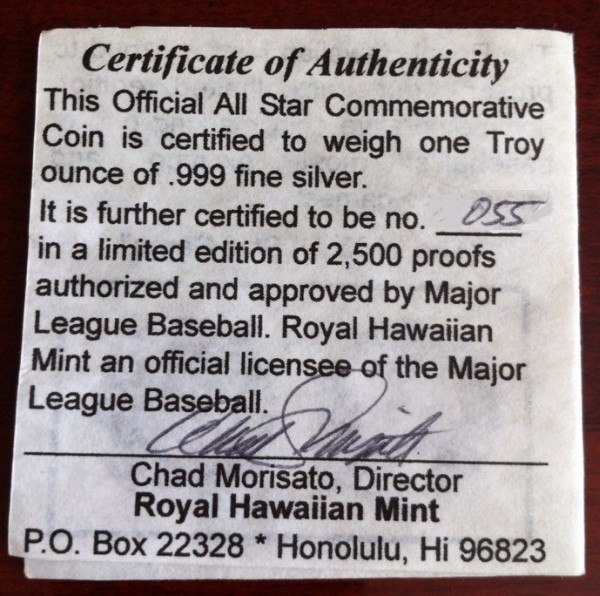 Certificate of Authenticity
This Official All Star Commemorative
Coin is certified to weigh one Troy
ounce of .999 fine silver.
It is further certified to be no. 055
in a limited edition of 2,500 proofs
authorized and approved by Major
League Baseball. Royal Hawaiian
Mint an official licensee of the Major
League Baseball.
Chad Morisato, Director
Royal Hawaiian Mint
P.O. Box 22328 * Honolulu, Hi 96823